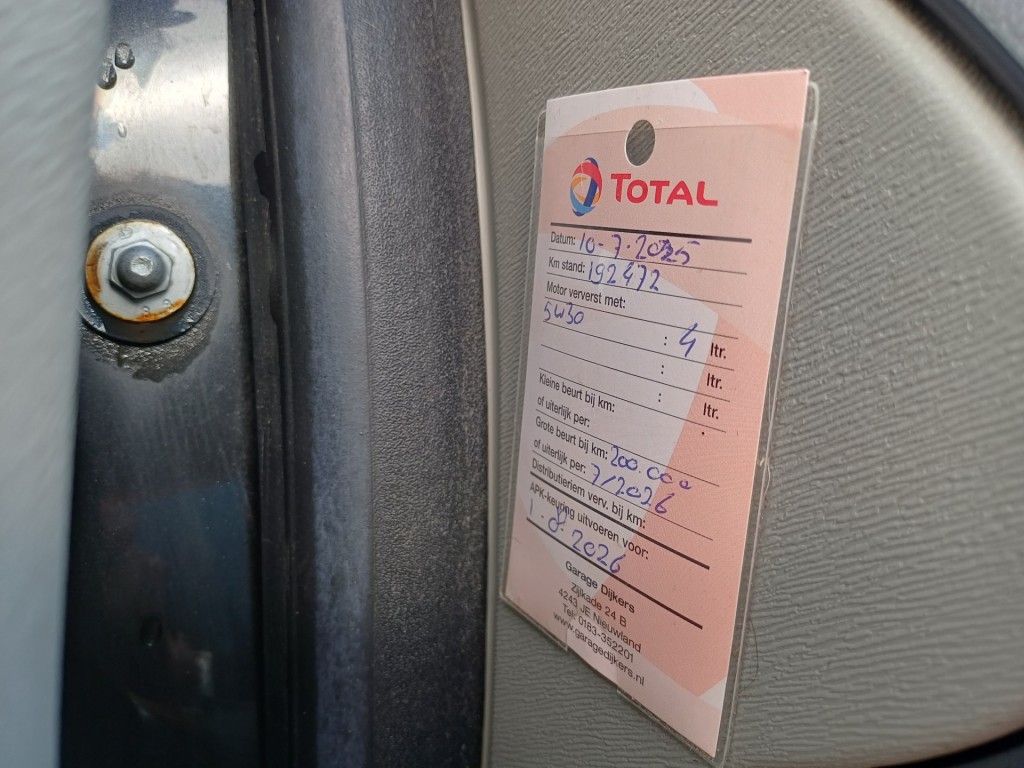 TOTAL
Datum: 10-7-2025
Km stand: 192472
Motor ververst met:
5W30 : 4 ltr.
: ltr.
: ltr.
Kleine beurt bij km:
of uiterlijk per:
Grote beurt bij km: 200.000
of uiterlijk per: 7/2026
Distributieriem verv. bij km:
APK-keuring uitvoeren voor:
1-8-2026
Garage Dijkers
Zijlkade 24 B
4243 JE Nieuwland
Tel. 0183-352201
www.garagedijkers.nl